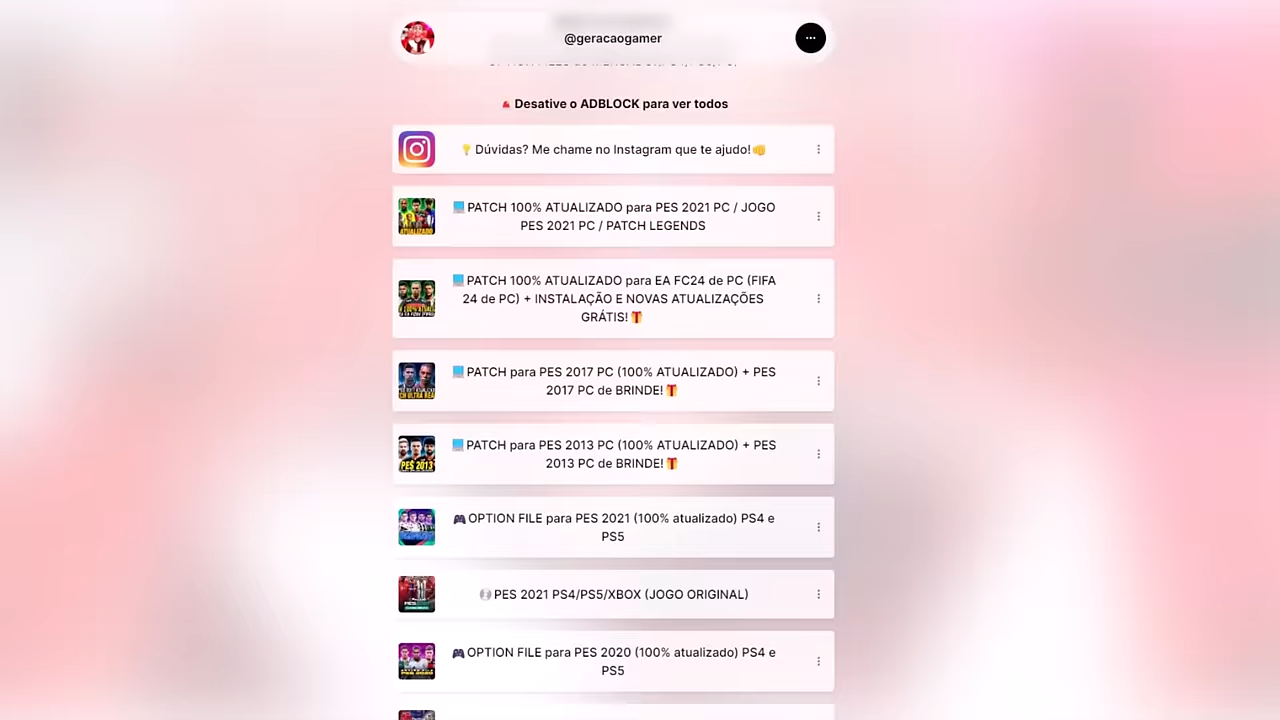 @geracaogamer
Desative o ADBLOCK para ver todos
Dúvidas? Me chame no Instagram que te ajudo!
PATCH 100% ATUALIZADO para PES 2021 PC / JOGO
PES 2021 PC / PATCH LEGENDS
ATUALIZADO
PATCH 100% ATUALIZADO para EA FC24 de PC (FIFA
24 de PC) + INSTALAÇÃO E NOVAS ATUALIZAÇÕES
GRÁTIS!
PATCH para PES 2017 PC (100% ATUALIZADO) + PES
2017 PC de BRINDE!
PATCH para PES 2013 PC (100% ATUALIZADO) + PES
2013 PC de BRINDE!
PES 2013
OPTION FILE para PES 2021 (100% atualizado) PS4 e
PS5
PES 2021 PS4/PS5/XBOX (JOGO ORIGINAL)
OPTION FILE para PES 2020 (100% atualizado) PS4 e
PS5